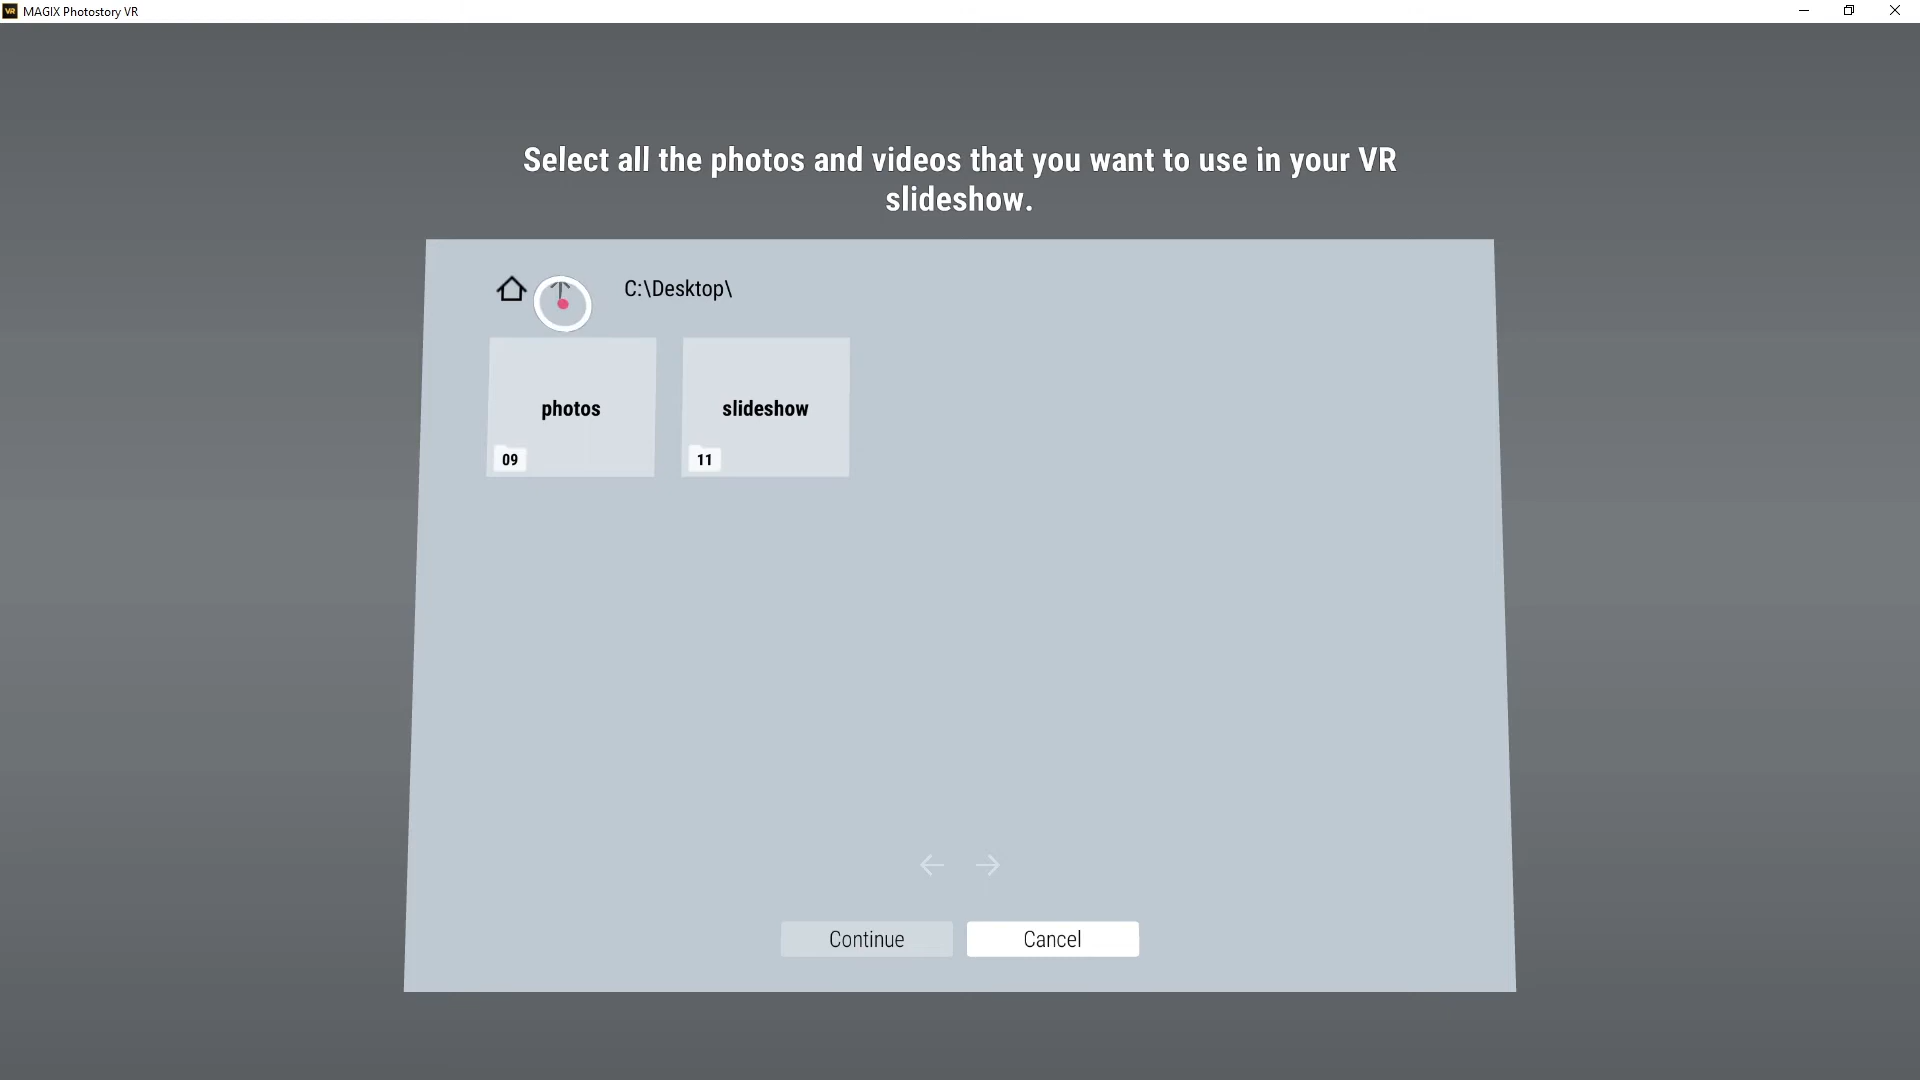 VR MAGIX Photostory VR
Select all the photos and videos that you want to use in your VR
slideshow.
C:\Desktop\
photos
slideshow
09
11
Continue
Cancel